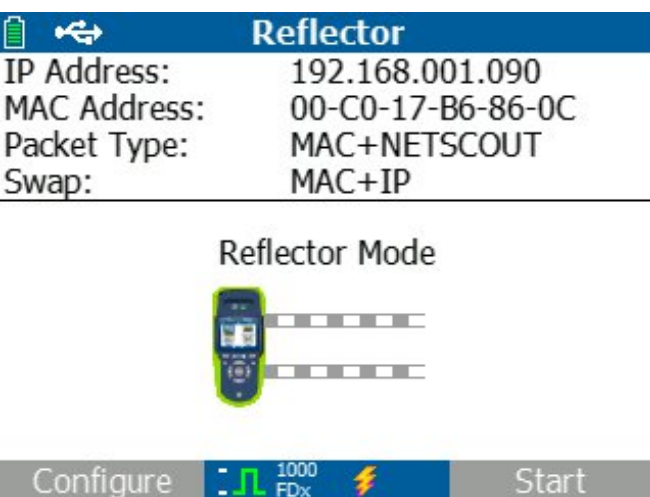 Reflector
IP Address: 192.168.001.090
MAC Address: 00-C0-17-B6-86-0C
Packet Type: MAC+NETSCOUT
Swap: MAC+IP
Reflector Mode
Configure 1000 FDx Start